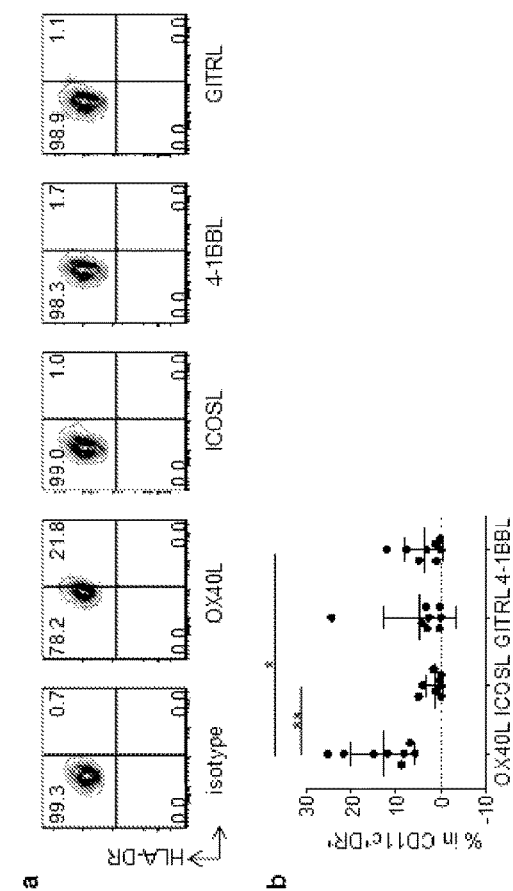 a
99.3 0.7
0.0 0.0
isotype
78.2 21.8
0.0 0.0
OX40L
99.0 1.0
0.0 0.0
ICOSL
98.3 1.7
0.0 0.0
4-1BBL
98.9 1.1
0.0 0.0
GITRL
HLA-DR
b
% in CD11c+DR+
30
20
10
0
-10
**
*
OX40L ICOSL GITRL 4-1BBL